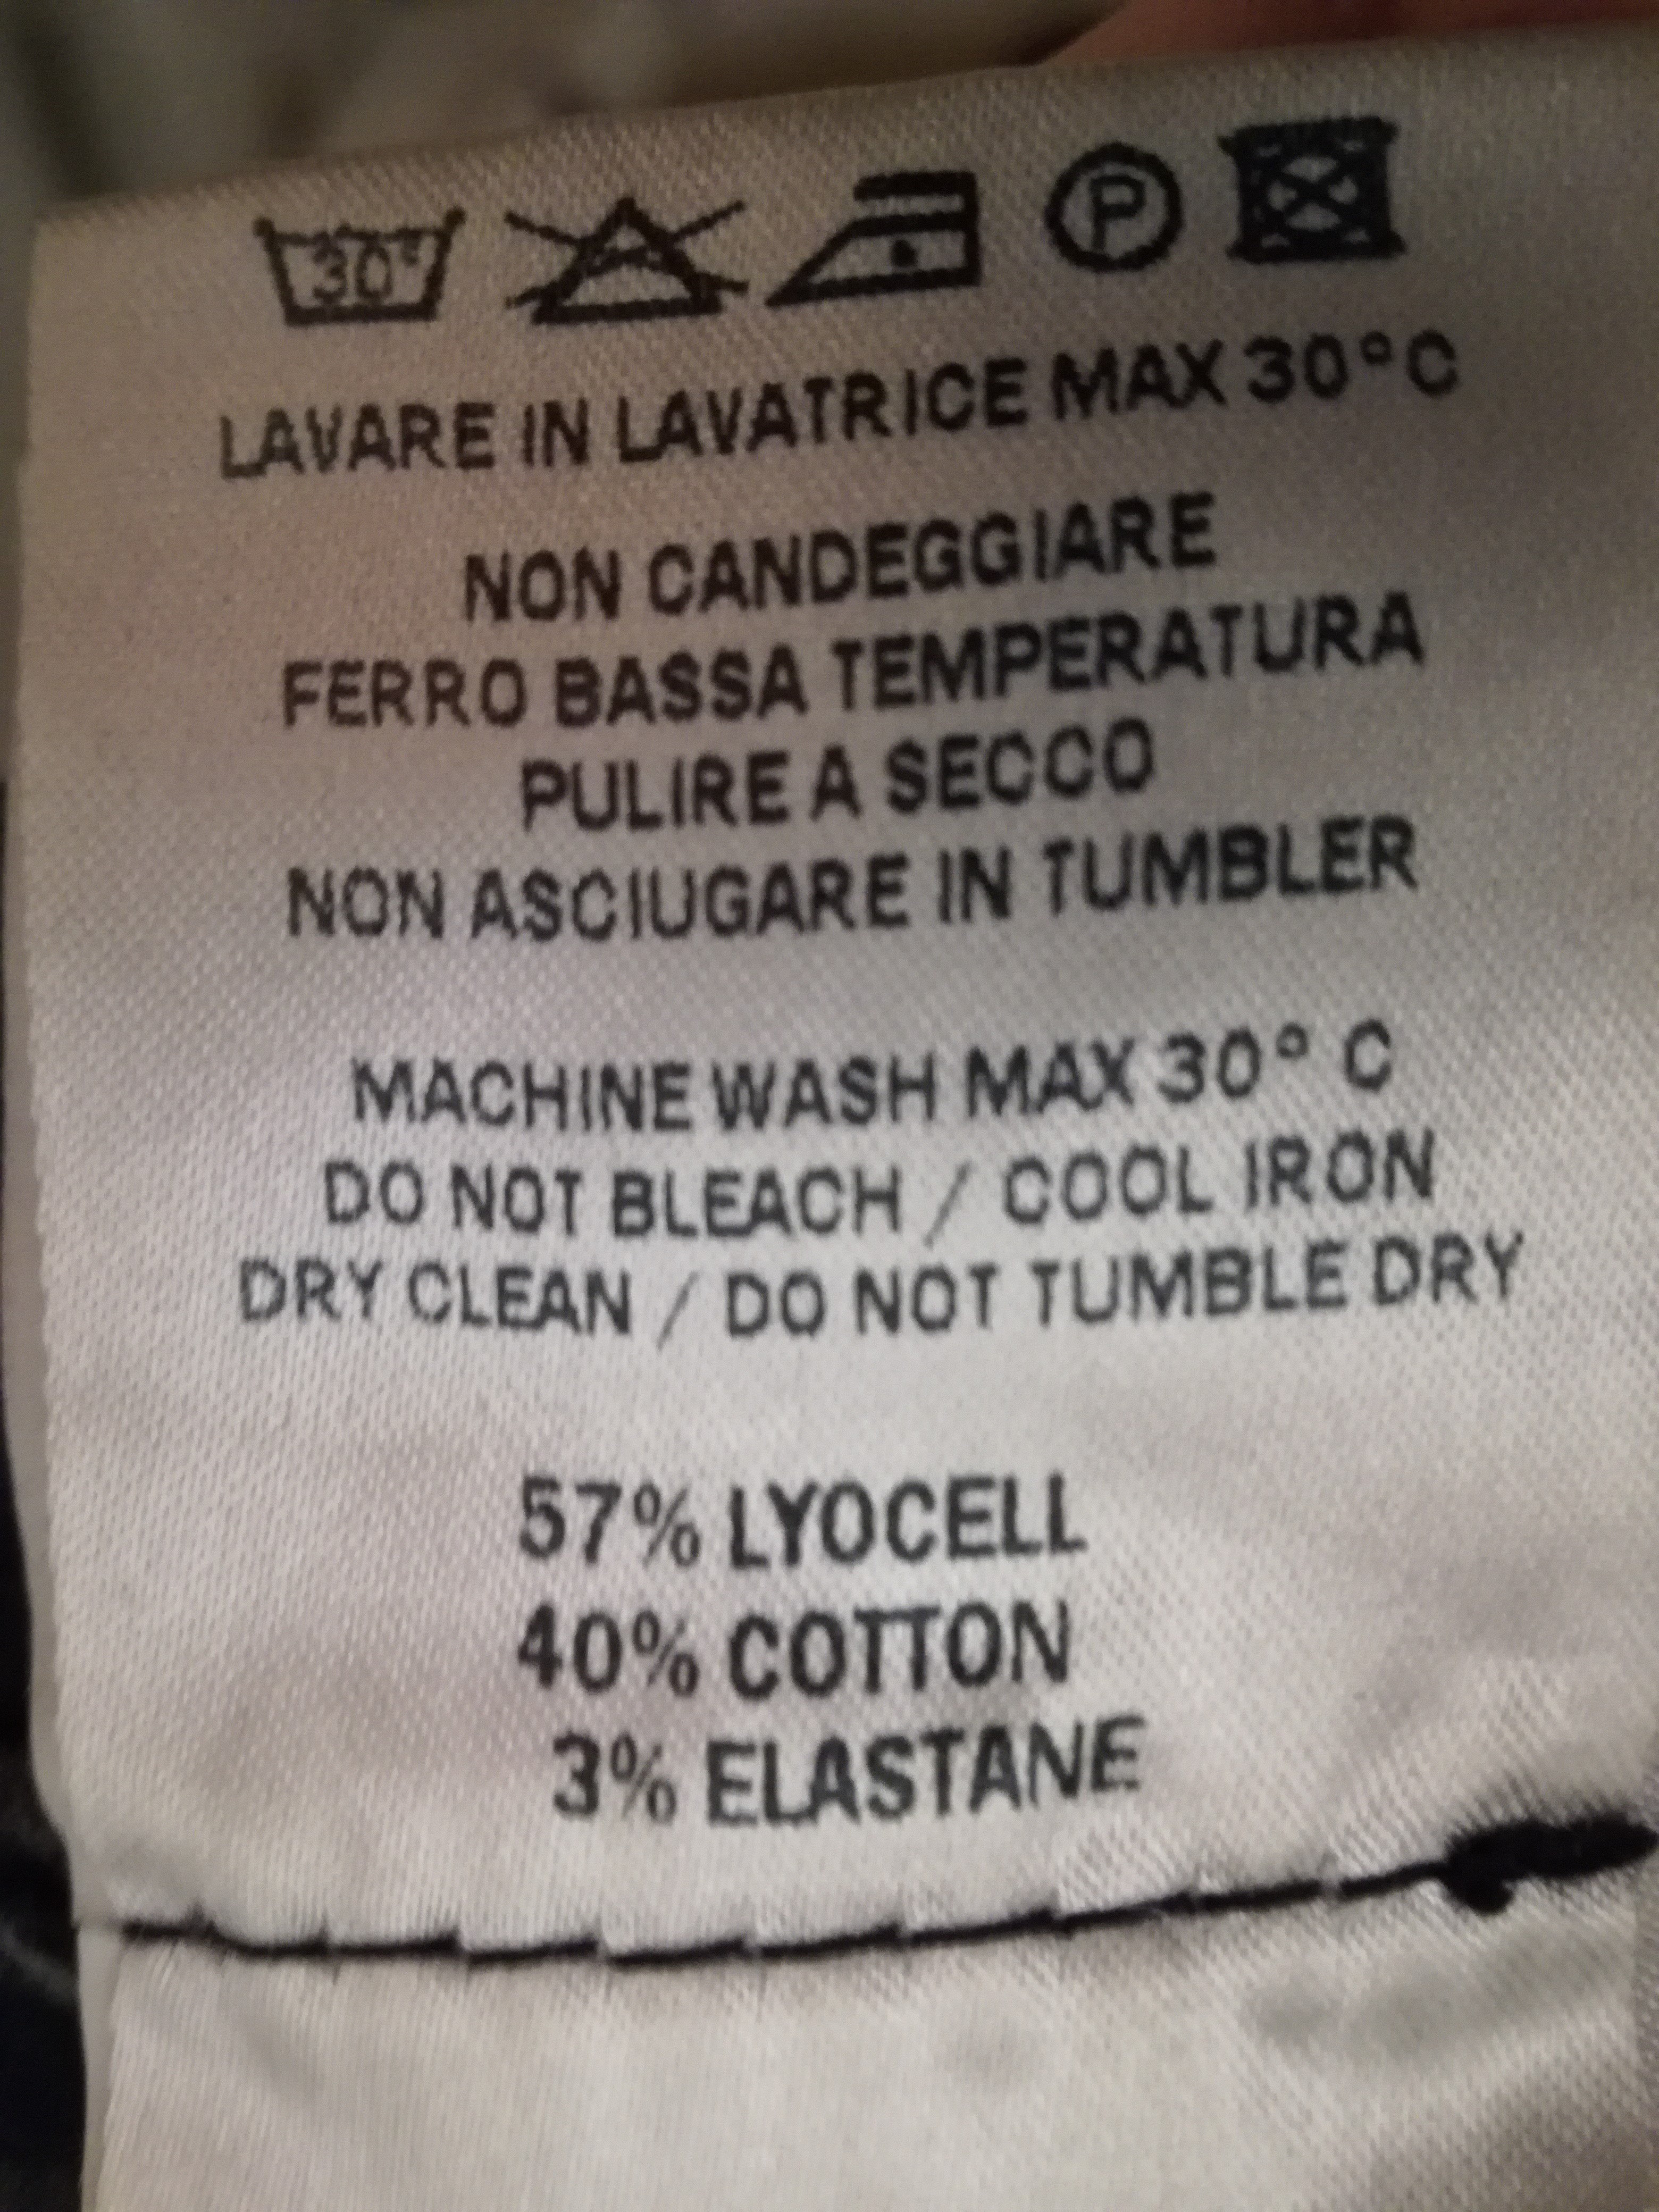 30°
P
LAVARE IN LAVATRICE MAX 30°C
NON CANDEGGIARE
FERRO BASSA TEMPERATURA
PULIRE A SECCO
NON ASCIUGARE IN TUMBLER
MACHINE WASH MAX 30° C
DO NOT BLEACH / COOL IRON
DRY CLEAN / DO NOT TUMBLE DRY
57% LYOCELL
40% COTTON
3% ELASTANE